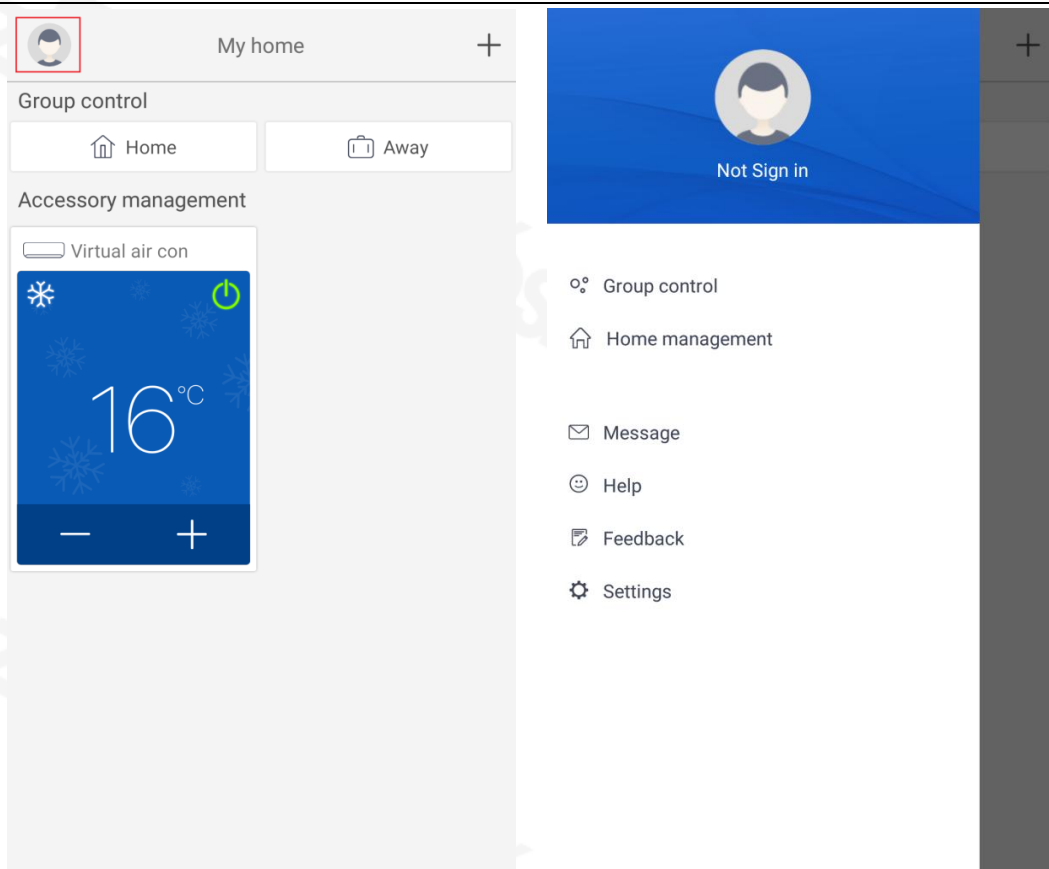 My home
Group control
Home
Away
Accessory management
Virtual air con
16°C
Not Sign in
Group control
Home management
Message
Help
Feedback
Settings